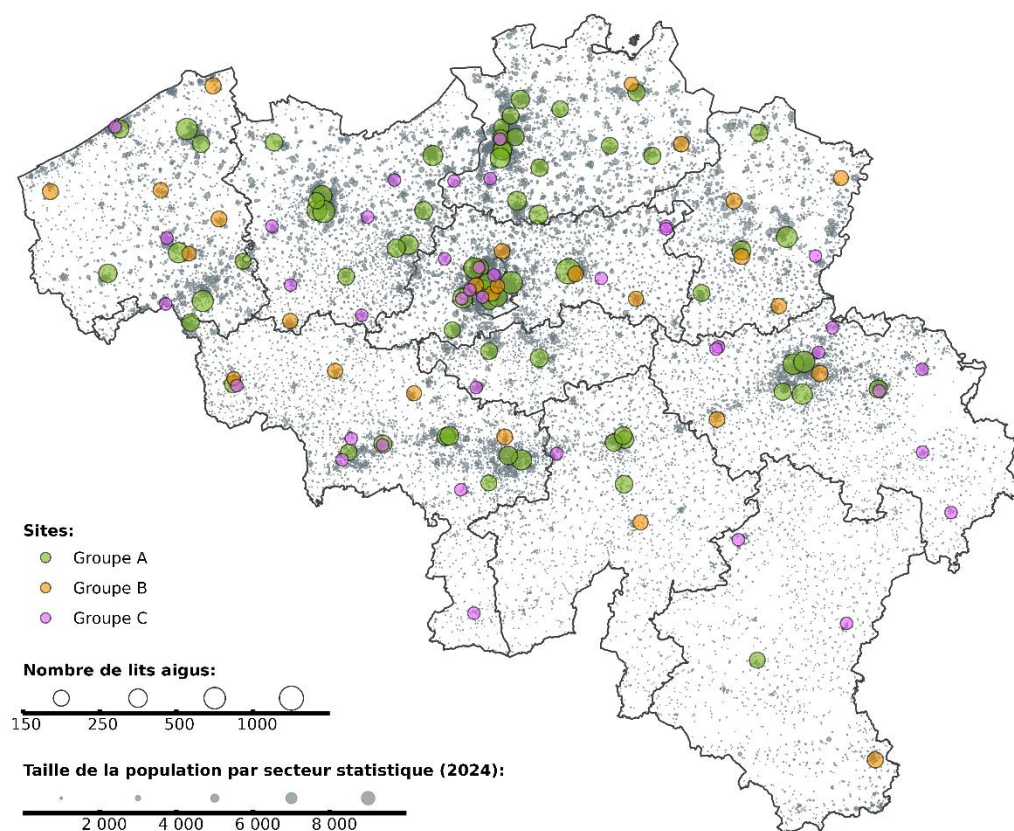 Sites:
Groupe A
Groupe B
Groupe C
Nombre de lits aigus:
150 250 500 1000
Taille de la population par secteur statistique (2024):
2 000 4 000 6 000 8 000